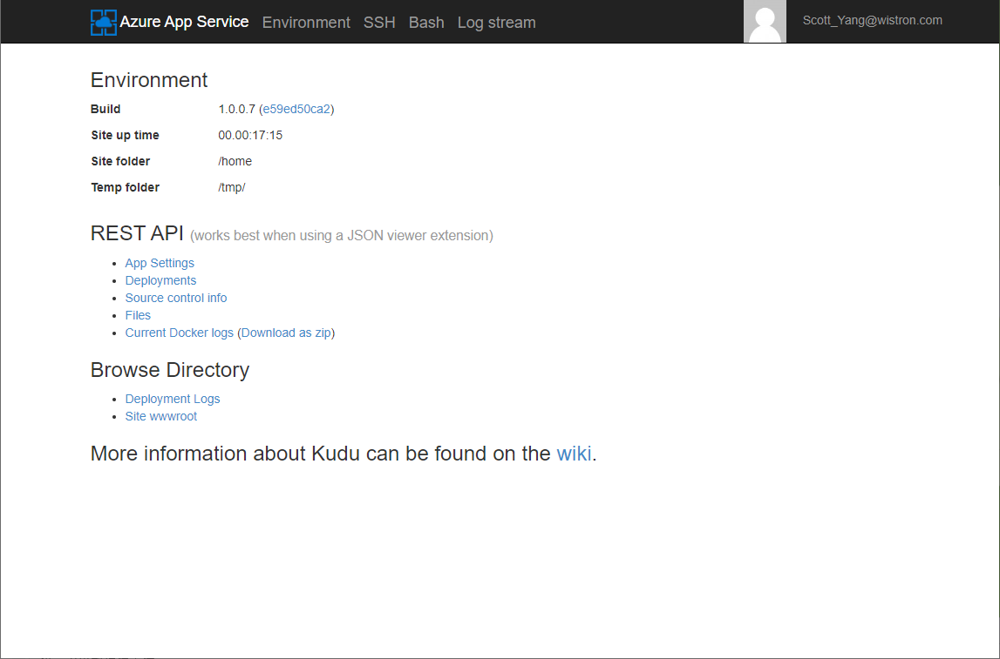 Azure App Service Environment SSH Bash Log stream Scott_Yang@wistron.com
Environment
Build 1.0.0.7 (e59ed50ca2)
Site up time 00.00:17:15
Site folder /home
Temp folder /tmp/
REST API (works best when using a JSON viewer extension)
App Settings
Deployments
Source control info
Files
Current Docker logs (Download as zip)
Browse Directory
Deployment Logs
Site wwwroot
More information about Kudu can be found on the wiki.